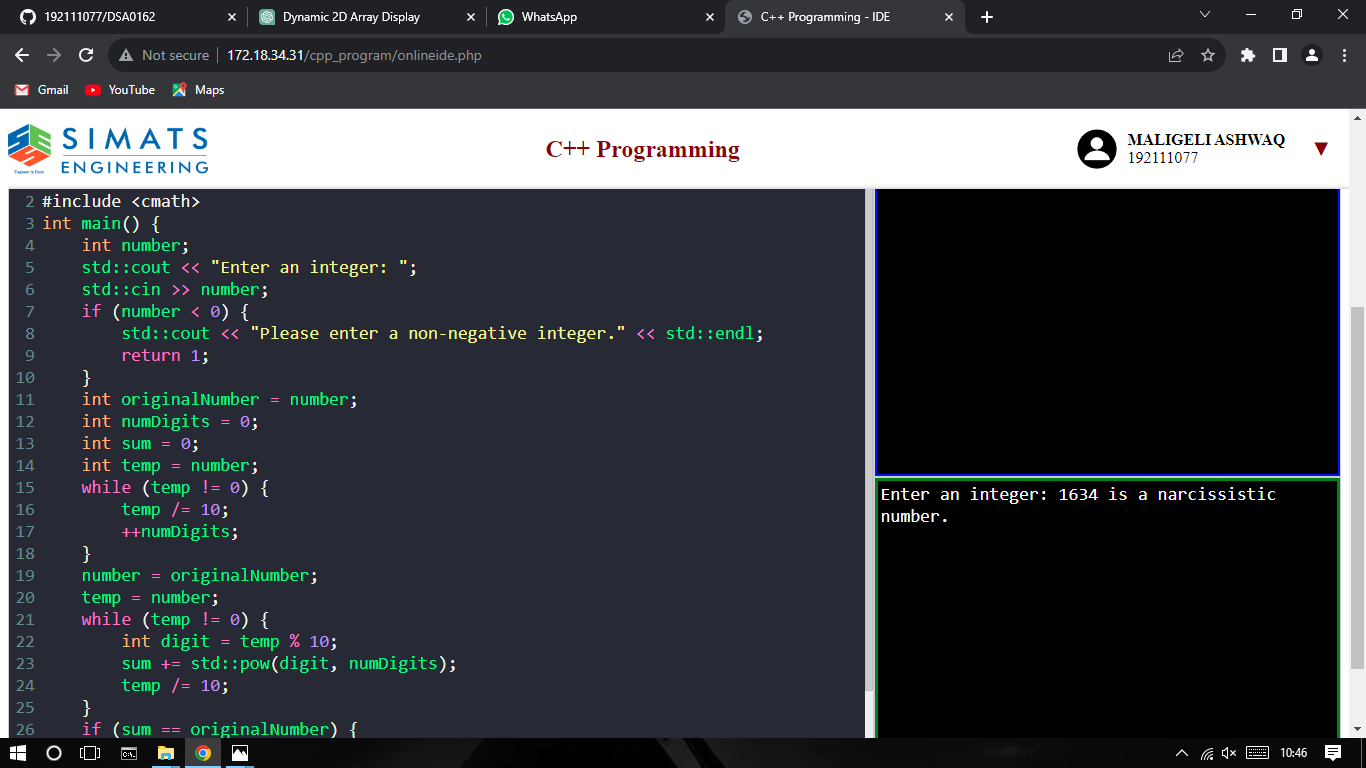 192111077/DSA0162
Dynamic 2D Array Display
WhatsApp
C++ Programming - IDE
Not secure
172.18.34.31/cpp_program/onlineide.php
Gmail
YouTube
Maps
SIMATS
ENGINEERING
Engineer to Excel
C++ Programming
MALIGELI ASHWAQ
192111077
2 #include <cmath>
3 int main() {
4     int number;
5     std::cout << "Enter an integer: ";
6     std::cin >> number;
7     if (number < 0) {
8         std::cout << "Please enter a non-negative integer." << std::endl;
9         return 1;
10     }
11     int originalNumber = number;
12     int numDigits = 0;
13     int sum = 0;
14     int temp = number;
15     while (temp != 0) {
16         temp /= 10;
17         ++numDigits;
18     }
19     number = originalNumber;
20     temp = number;
21     while (temp != 0) {
22         int digit = temp % 10;
23         sum += std::pow(digit, numDigits);
24         temp /= 10;
25     }
26     if (sum == originalNumber) {
Enter an integer: 1634 is a narcissistic
number.
10:46